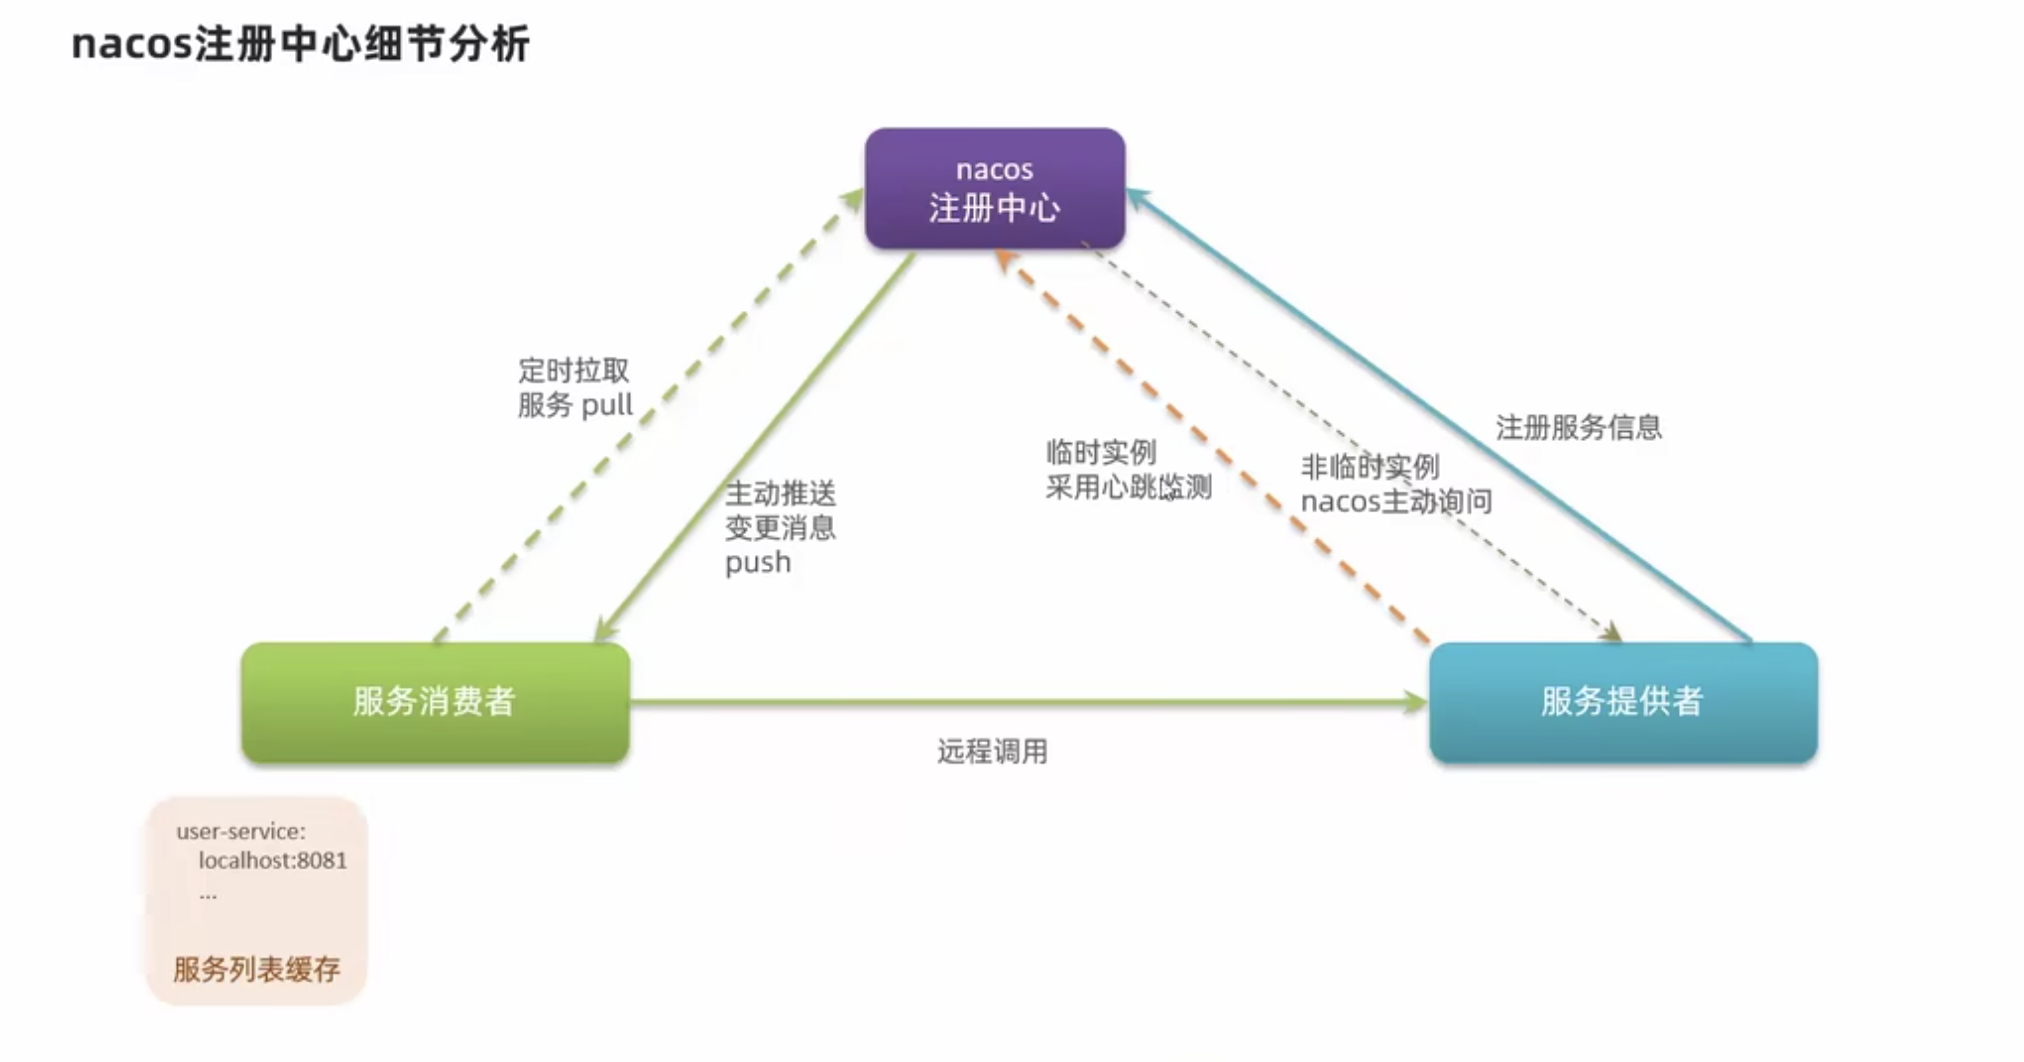 nacos注册中心细节分析
nacos
注册中心
定时拉取
服务 pull
主动推送
变更消息
push
临时实例
采用心跳监测
非临时实例
nacos主动询问
注册服务信息
服务消费者
服务提供者
远程调用
user-service:
localhost:8081
...
服务列表缓存